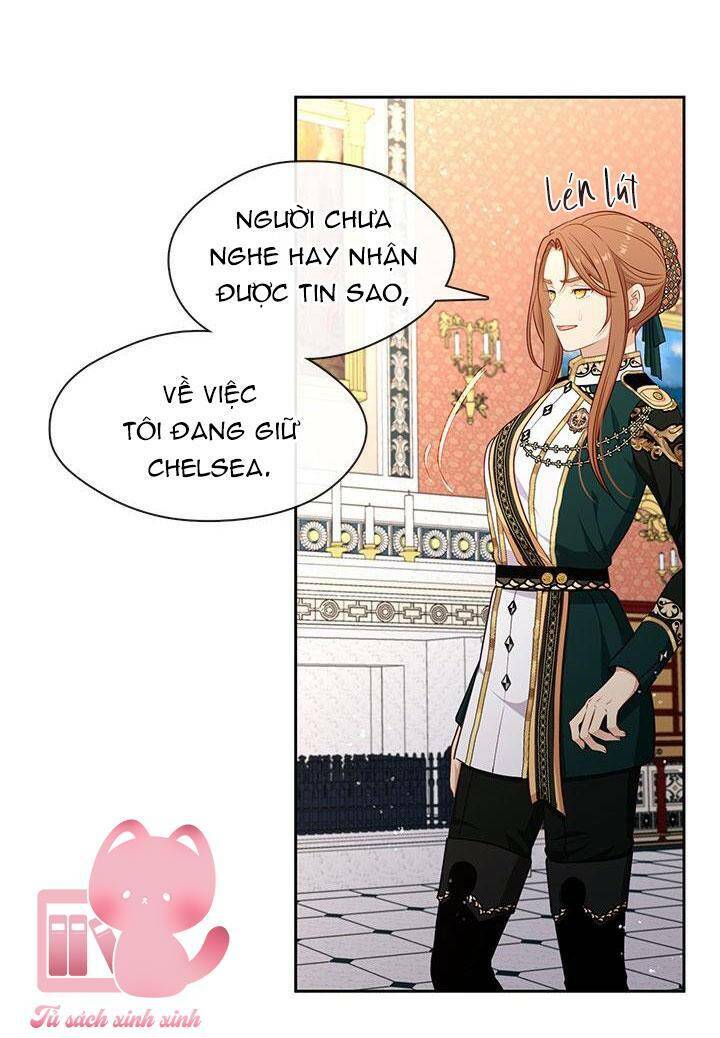 lén lút
NGƯỜI CHƯA
NGHE HAY NHẬN
ĐƯỢC TIN SAO,
VỀ VIỆC
TÔI ĐANG GIỮ
CHELSEA.
Tủ sách xinh xinh